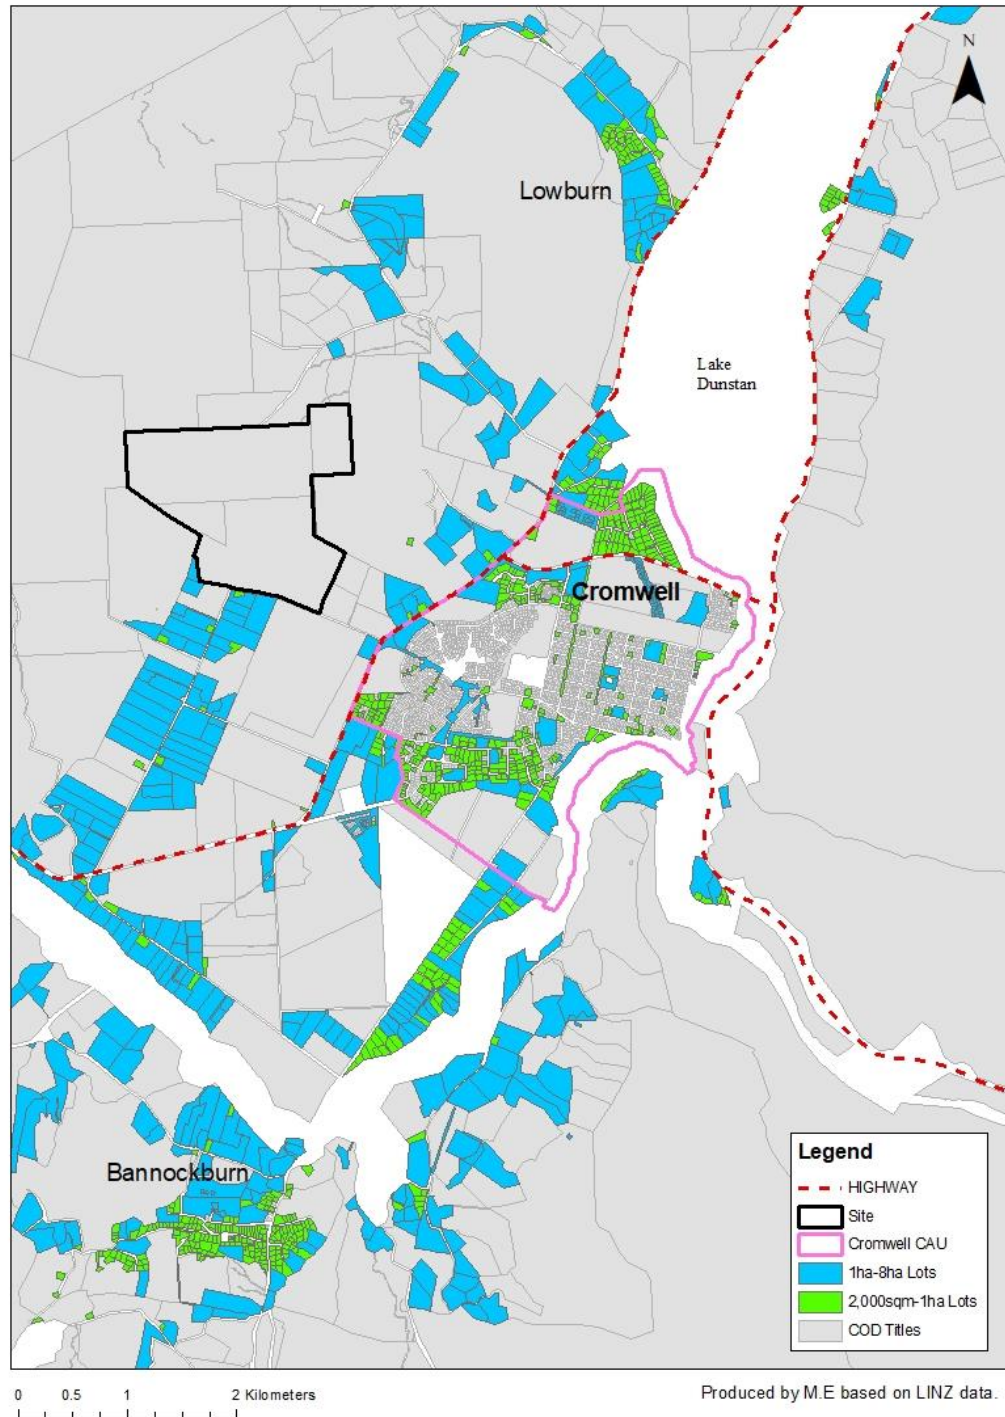 N
Lowburn
Lake
Dunstan
Cromwell
Bannockburn
Legend
HIGHWAY
Site
Cromwell CAU
1ha-8ha Lots
2,000sqm-1ha Lots
COD Titles
0 0.5 1 2 Kilometers
Produced by M.E based on LINZ data.